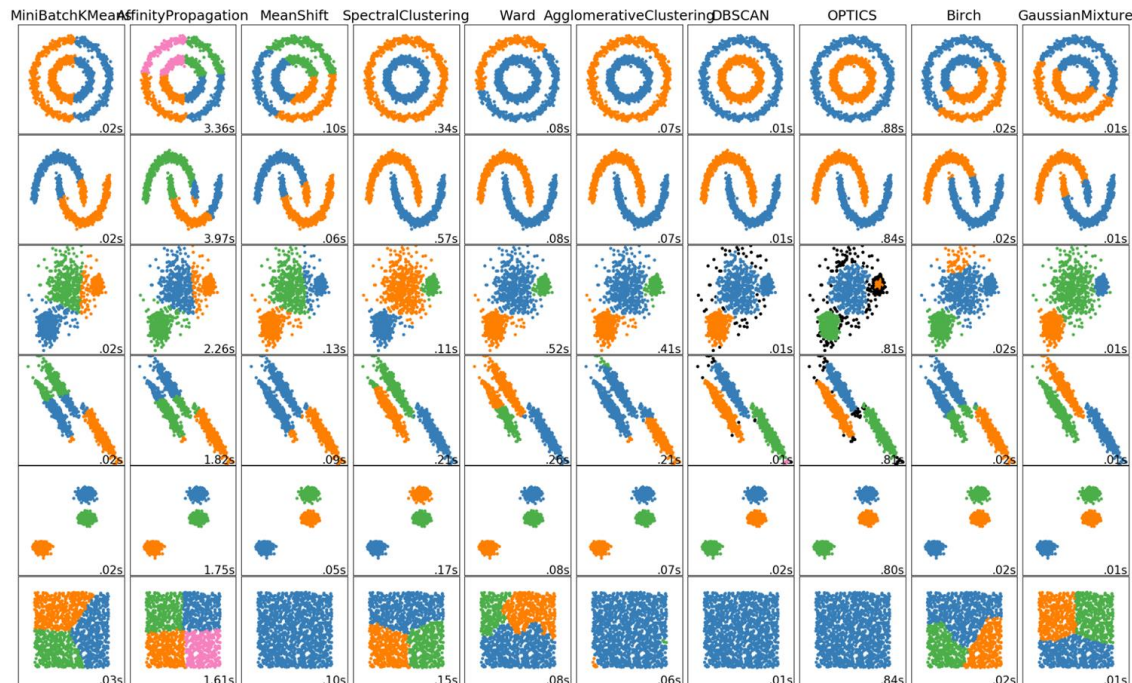 MiniBatchKMeans AffinityPropagation MeanShift SpectralClustering Ward AgglomerativeClustering DBSCAN OPTICS Birch GaussianMixture
.02s 3.36s .10s .34s .08s .07s .01s .88s .02s .01s
.02s 3.97s .06s .57s .08s .07s .01s .84s .02s .01s
.02s 2.26s .13s .11s .52s .41s .01s .81s .02s .01s
.02s 1.82s .09s .21s .26s .21s .01s .81s .02s .01s
.02s 1.75s .05s .17s .08s .07s .02s .80s .02s .01s
.03s 1.61s .10s .15s .08s .06s .01s .84s .02s .01s